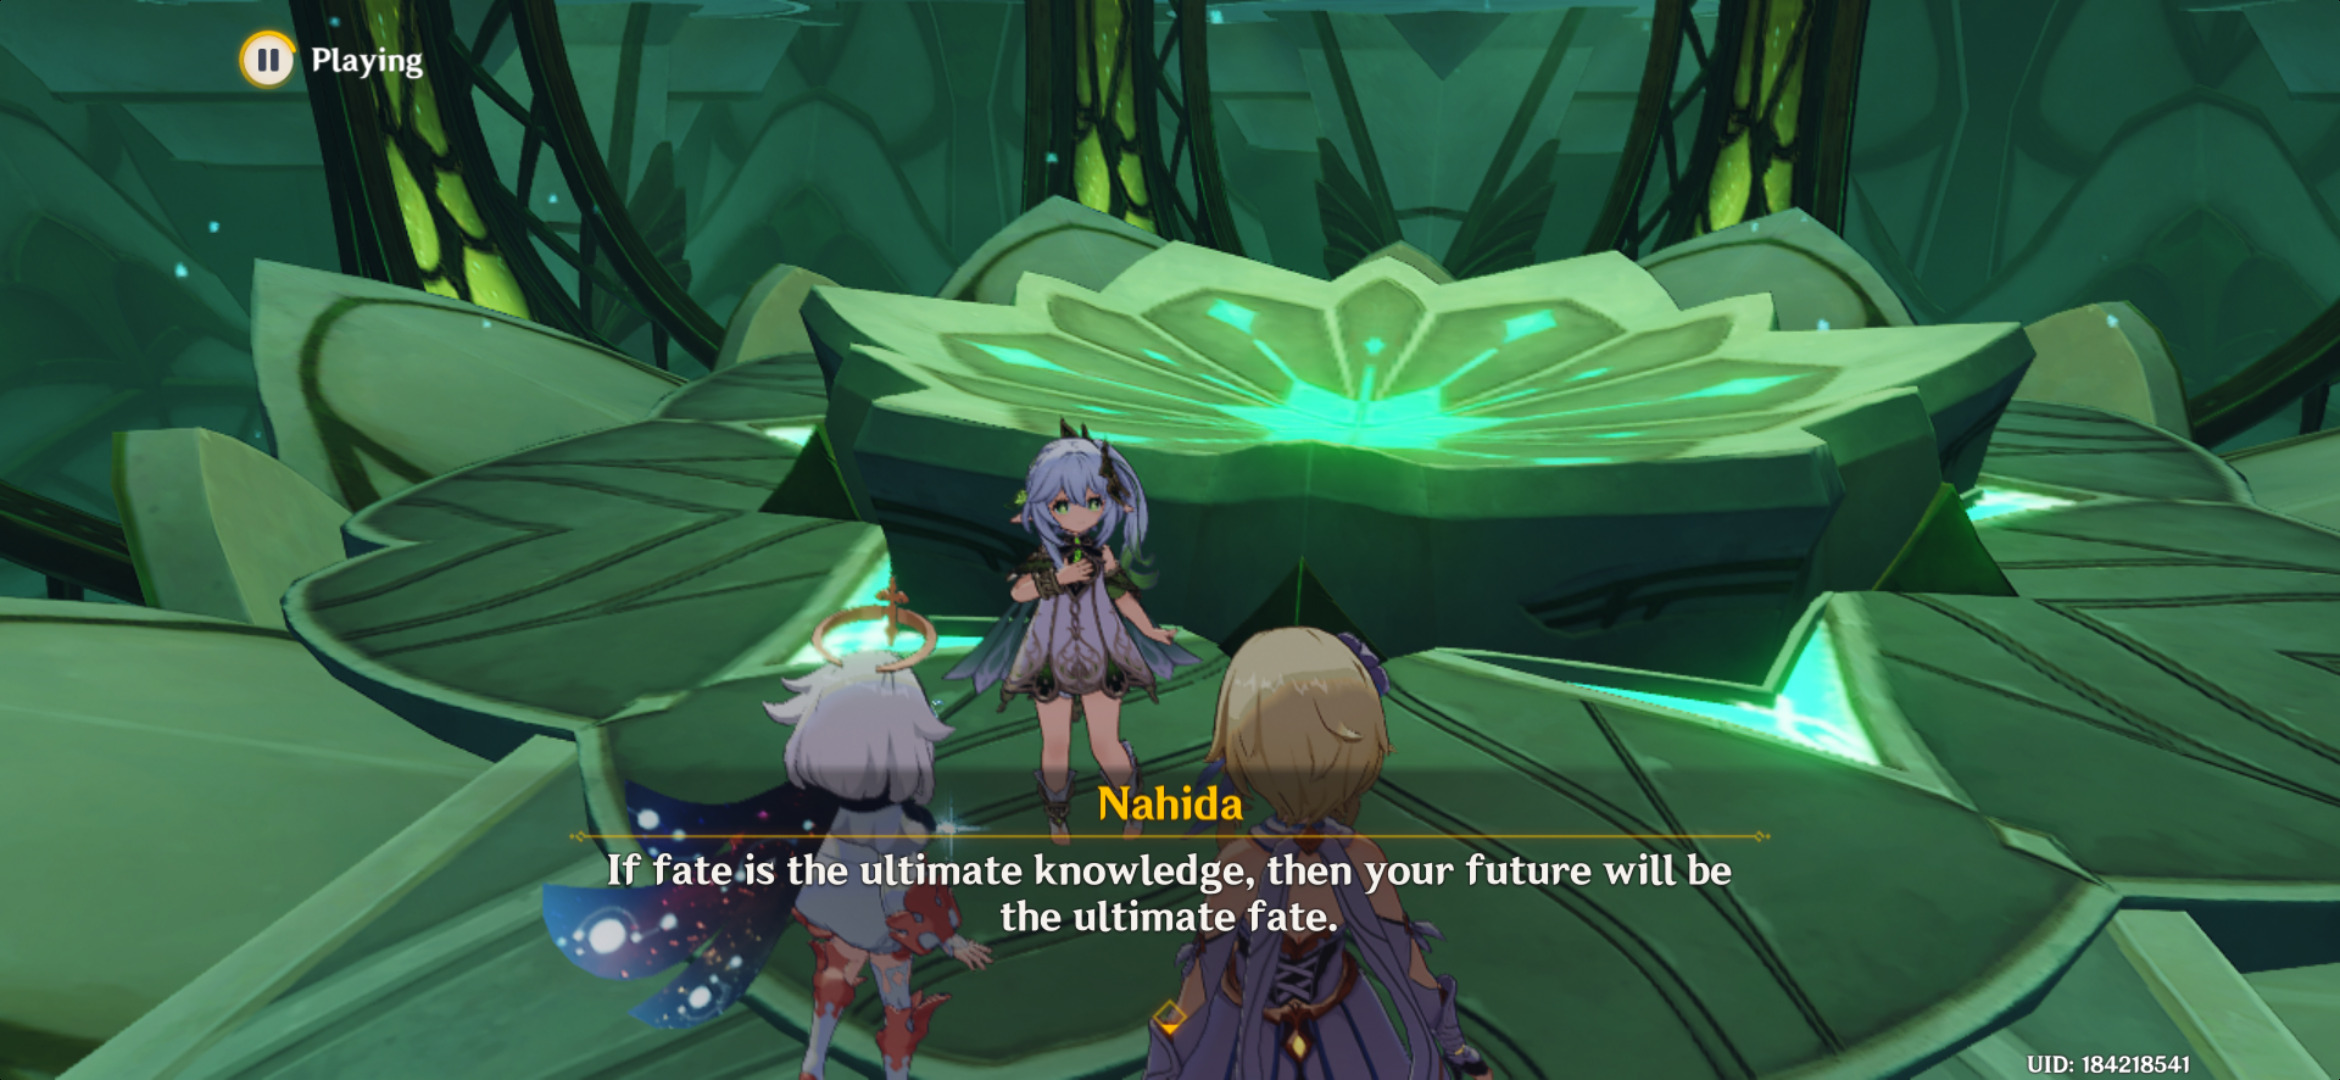 Playing
Nahida
If fate is the ultimate knowledge, then your future will be
the ultimate fate.
UID: 184218541